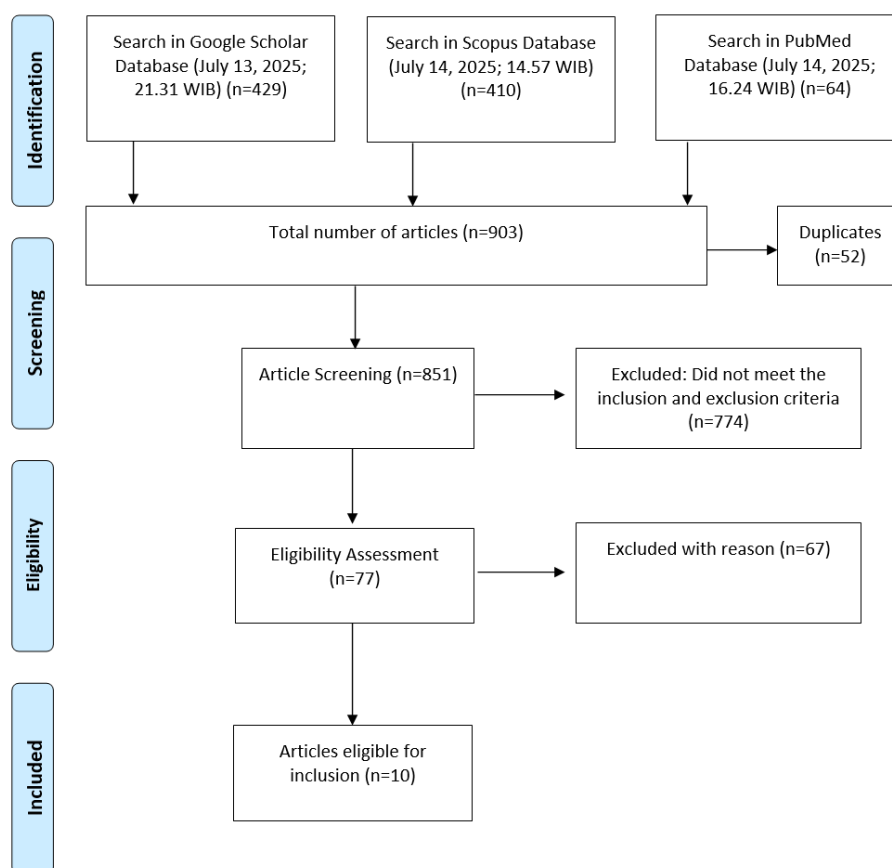 Identification
Search in Google Scholar
Database (July 13, 2025;
21.31 WIB) (n=429)
Search in Scopus Database
(July 14, 2025; 14.57 WIB)
(n=410)
Search in PubMed
Database (July 14, 2025;
16.24 WIB) (n=64)
Total number of articles (n=903)
Duplicates
(n=52)
Screening
Article Screening (n=851)
Excluded: Did not meet the
inclusion and exclusion criteria
(n=774)
Eligibility
Eligibility Assessment
(n=77)
Excluded with reason (n=67)
Included
Articles eligible for
inclusion (n=10)